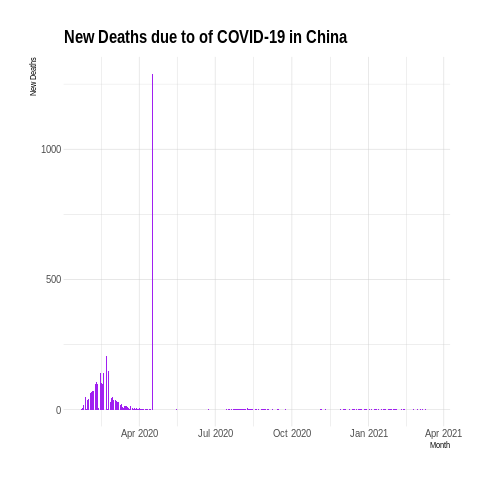 New Deaths due to of COVID-19 in China
New Deaths
1000
500
0
Apr 2020 Jul 2020 Oct 2020 Jan 2021 Apr 2021
Month